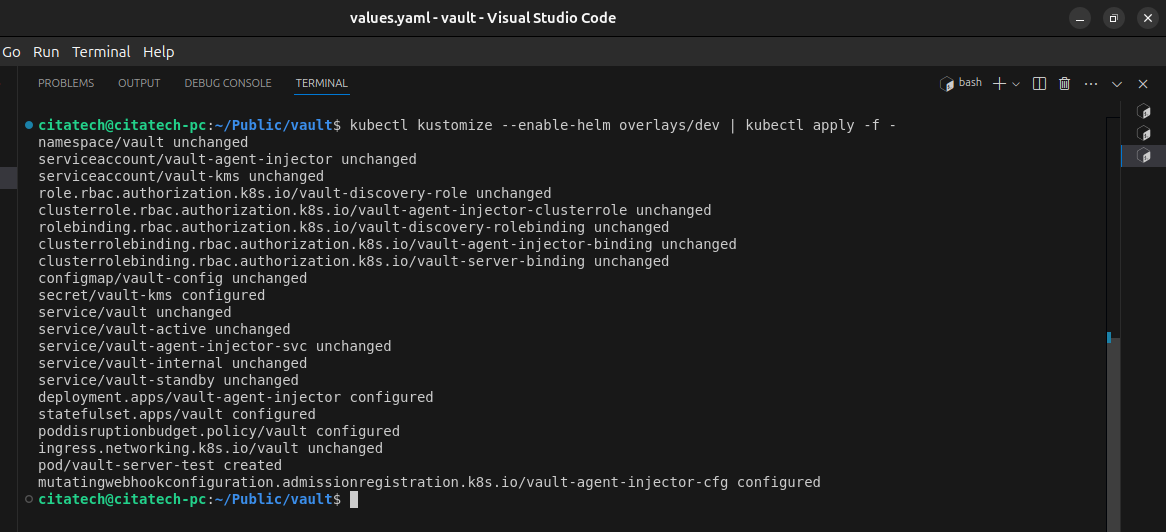 values.yaml - vault - Visual Studio Code
Go Run Terminal Help
PROBLEMS OUTPUT DEBUG CONSOLE TERMINAL bash
citatech@citatech-pc:~/Public/vault$ kubectl kustomize --enable-helm overlays/dev | kubectl apply -f -
namespace/vault unchanged
serviceaccount/vault-agent-injector unchanged
serviceaccount/vault-kms unchanged
role.rbac.authorization.k8s.io/vault-discovery-role unchanged
clusterrole.rbac.authorization.k8s.io/vault-agent-injector-clusterrole unchanged
rolebinding.rbac.authorization.k8s.io/vault-discovery-rolebinding unchanged
clusterrolebinding.rbac.authorization.k8s.io/vault-agent-injector-binding unchanged
clusterrolebinding.rbac.authorization.k8s.io/vault-server-binding unchanged
configmap/vault-config unchanged
secret/vault-kms configured
service/vault unchanged
service/vault-active unchanged
service/vault-agent-injector-svc unchanged
service/vault-internal unchanged
service/vault-standby unchanged
deployment.apps/vault-agent-injector configured
statefulset.apps/vault configured
poddisruptionbudget.policy/vault configured
ingress.networking.k8s.io/vault unchanged
pod/vault-server-test created
mutatingwebhookconfiguration.admissionregistration.k8s.io/vault-agent-injector-cfg configured
citatech@citatech-pc:~/Public/vault$